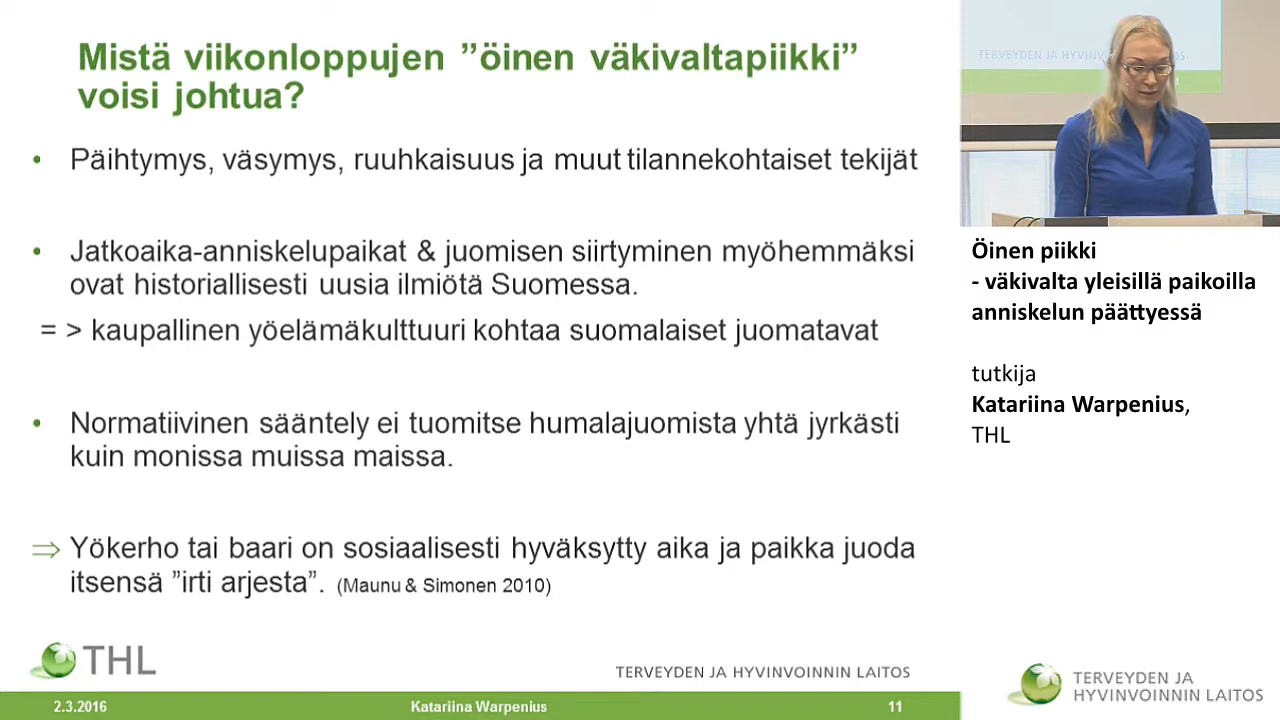 Mistä viikonloppujen ”öinen väkivaltapiikki”
voisi johtua?
• Päihtymys, väsymys, ruuhkaisuus ja muut tilannekohtaiset tekijät
• Jatkoaika-anniskelupaikat & juomisen siirtyminen myöhemmäksi
ovat historiallisesti uusia ilmiötä Suomessa.
= > kaupallinen yöelämäkulttuuri kohtaa suomalaiset juomatavat
• Normatiivinen sääntely ei tuomitse humalajuomista yhtä jyrkästi
kuin monissa muissa maissa.
⇒ Yökerho tai baari on sosiaalisesti hyväksytty aika ja paikka juoda
itsensä ”irti arjesta”. (Maunu & Simonen 2010)
THL
TERVEYDEN JA HYVINVOINNIN LAITOS
2.3.2016 Katariina Warpenius 11
TERVEYDEN JA HYVINVOINNIN LAITOS
Öinen piikki
- väkivalta yleisillä paikoilla
anniskelun päättyessä
tutkija
Katariina Warpenius,
THL
TERVEYDEN JA
HYVINVOINNIN LAITOS